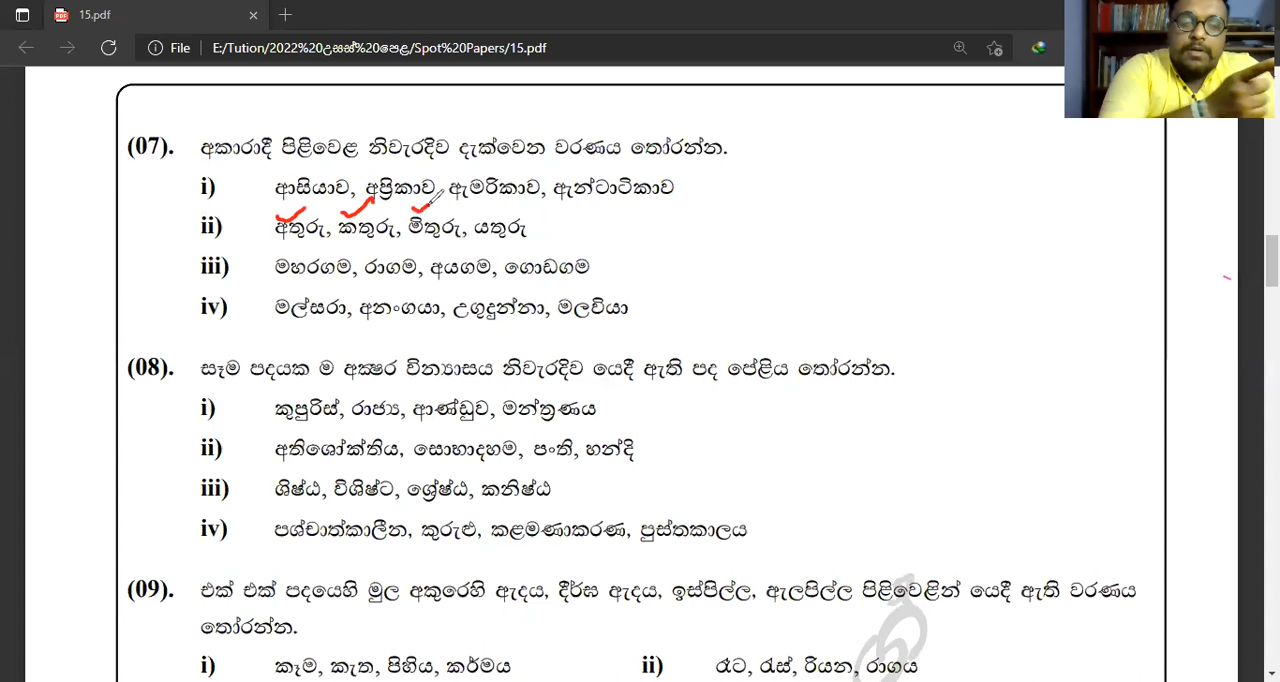 15.pdf
File E:/Tution/2022%20උසස්%20පෙළ/Spot%20Papers/15.pdf
(07). අකාරාදී පිළිවෙළ නිවැරදිව දැක්වෙන වරණය තෝරන්න.
i) ආසියාව, අප්‍රිකාව, ඇමරිකාව, ඇන්ටාටිකාව
ii) අතුරු, කතුරු, මිතුරු, යතුරු
iii) මහරගම, රාගම, අයගම, ගොඩගම
iv) මල්සරා, අනංගයා, උගුදුන්නා, මලවියා
(08). සෑම පදයක ම අක්‍ෂර වින්‍යාසය නිවැරදිව යෙදී ඇති පද පේළිය තෝරන්න.
i) කුපුරිස්, රාජ්‍ය, ආණ්ඩුව, මන්ත්‍රණය
ii) අතිශෝක්තිය, සොභාදහම, පංති, හන්දි
iii) ශිෂ්ඨ, විශිෂ්ට, ශ්‍රේෂ්ඨ, කනිෂ්ඨ
iv) පශ්චාත්කාලීන, කුරුළු, කළමණාකරණ, පුස්තකාලය
(09). එක් එක් පදයෙහි මුල අකුරෙහි ඇදය, දීර්ඝ ඇදය, ඉස්පිල්ල, ඇලපිල්ල පිළිවෙළින් යෙදී ඇති වරණය
තෝරන්න.
i) කෑම, කැත, පිහිය, කර්මය ii) රෑට, රැස්, රියන, රාගය